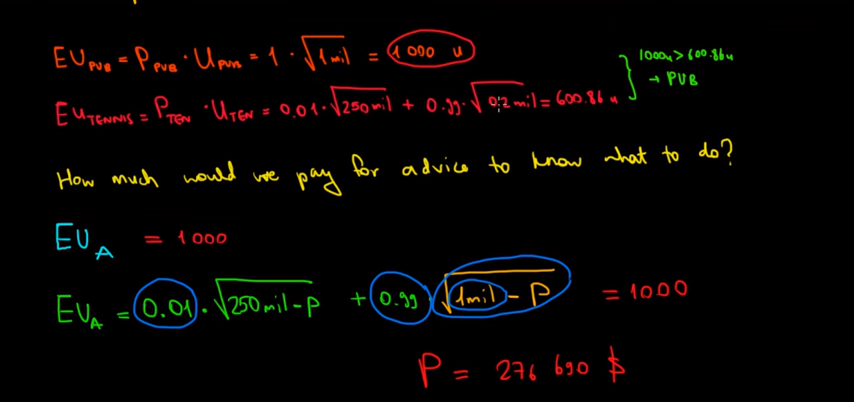 EU_PUB = P_PUB · U_PUB = 1 · √1mil = 1000 u
EU_TENNIS = P_TEN · U_TEN = 0.01 · √250mil + 0.99 · √0.2mil = 600.86 u
1000u > 600.86u
→ PUB
How much would we pay for advice to know what to do?
EU_A = 1000
EU_A = 0.01 · √250mil-P + 0.99 · √1mil - P = 1000
P = 276 690 $